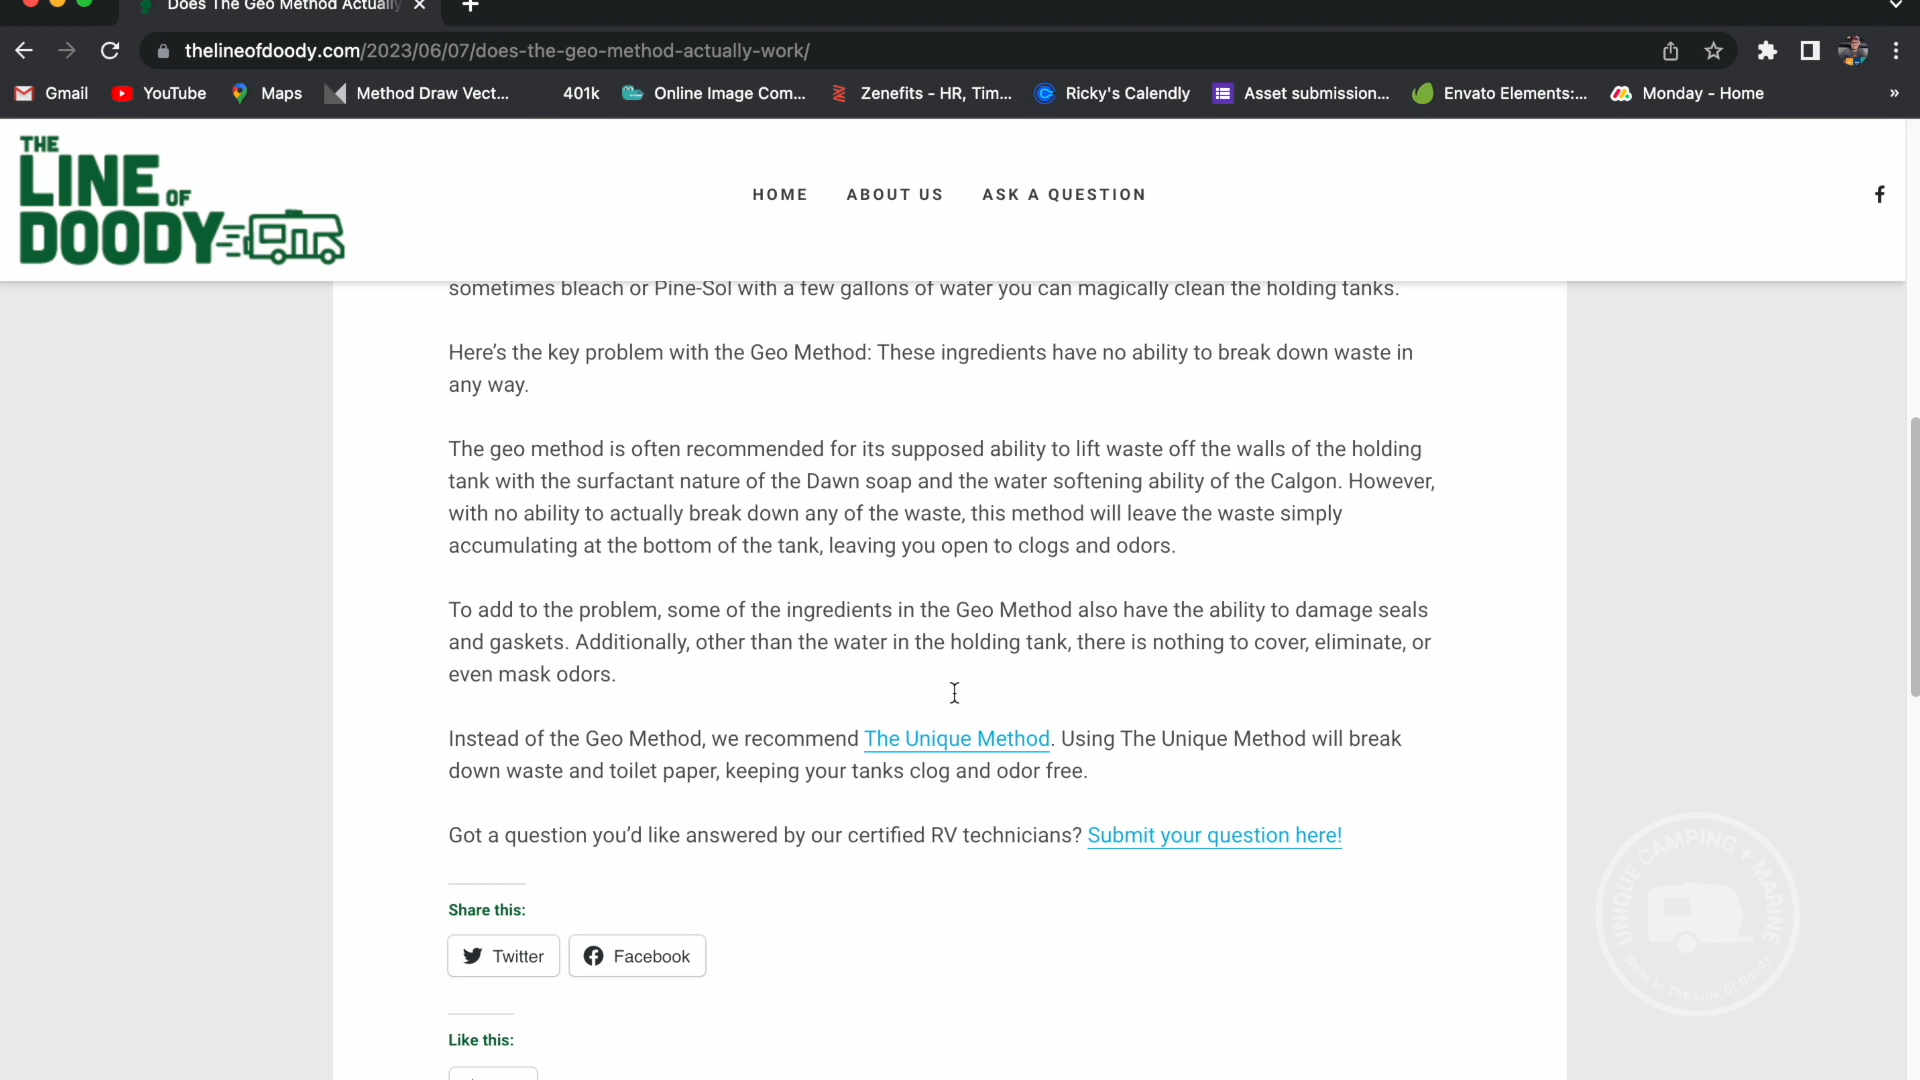 Does The Geo Method Actually
thelineofdoody.com/2023/06/07/does-the-geo-method-actually-work/
Gmail YouTube Maps Method Draw Vect... 401k Online Image Com... Zenefits - HR, Tim... Ricky's Calendly Asset submission... Envato Elements:... Monday - Home »
THE
LINE OF
DOODY
HOME ABOUT US ASK A QUESTION
sometimes bleach or Pine-Sol with a few gallons of water you can magically clean the holding tanks.
Here’s the key problem with the Geo Method: These ingredients have no ability to break down waste in
any way.
The geo method is often recommended for its supposed ability to lift waste off the walls of the holding
tank with the surfactant nature of the Dawn soap and the water softening ability of the Calgon. However,
with no ability to actually break down any of the waste, this method will leave the waste simply
accumulating at the bottom of the tank, leaving you open to clogs and odors.
To add to the problem, some of the ingredients in the Geo Method also have the ability to damage seals
and gaskets. Additionally, other than the water in the holding tank, there is nothing to cover, eliminate, or
even mask odors.
Instead of the Geo Method, we recommend The Unique Method. Using The Unique Method will break
down waste and toilet paper, keeping your tanks clog and odor free.
Got a question you’d like answered by our certified RV technicians? Submit your question here!
Share this:
Twitter Facebook
Like this:
UNIQUE CAMPING + MARINE
We're In The Line Of Doody